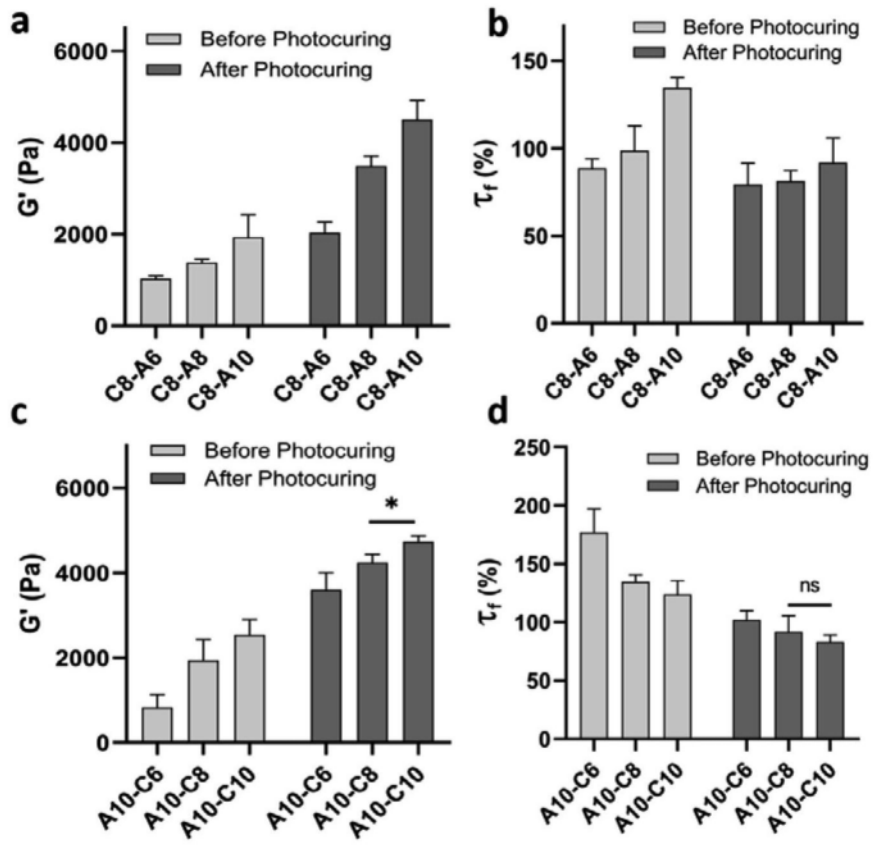 a
6000
4000
2000
0
G' (Pa)
Before Photocuring
After Photocuring
C8-A6
C8-A8
C8-A10
C8-A6
C8-A8
C8-A10
b
150
100
50
0
τf (%)
Before Photocuring
After Photocuring
C8-A6
C8-A8
C8-A10
C8-A6
C8-A8
C8-A10
c
6000
4000
2000
0
G' (Pa)
Before Photocuring
After Photocuring
*
A10-C6
A10-C8
A10-C10
A10-C6
A10-C8
A10-C10
d
250
200
150
100
50
0
τf (%)
Before Photocuring
After Photocuring
ns
A10-C6
A10-C8
A10-C10
A10-C6
A10-C8
A10-C10